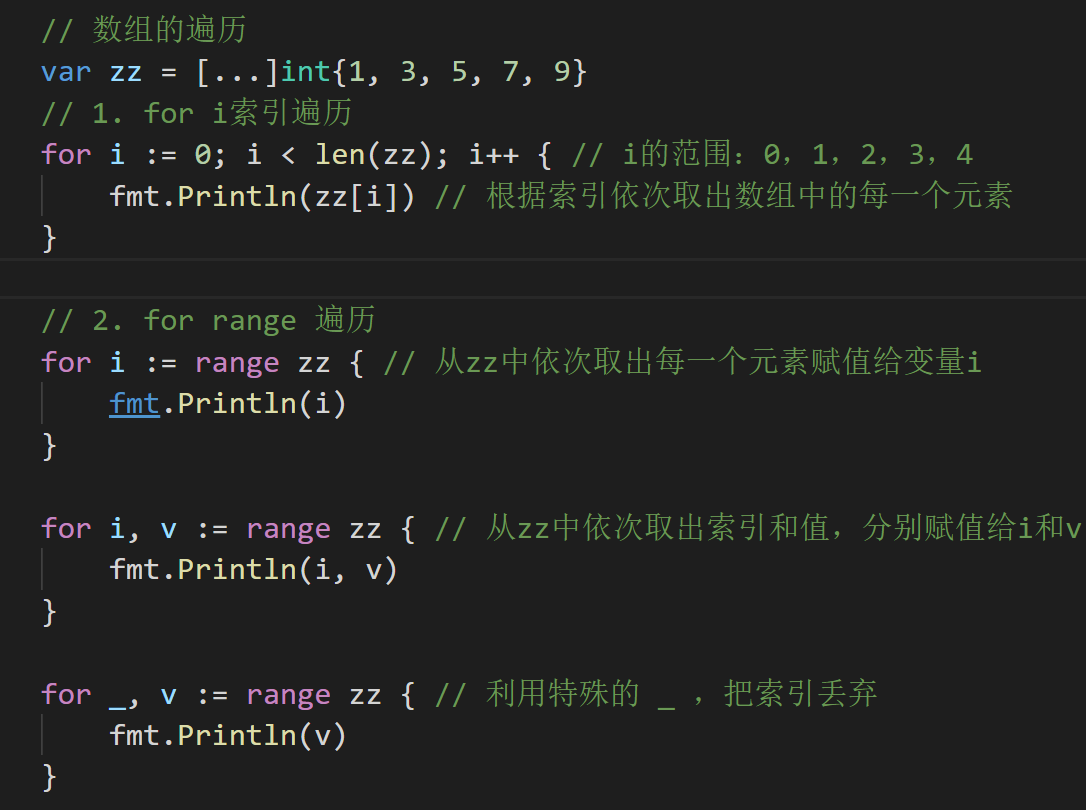 // 数组的遍历
var zz = [...]int{1, 3, 5, 7, 9}
// 1. for i索引遍历
for i := 0; i < len(zz); i++ { // i的范围：0，1，2，3，4
    fmt.Println(zz[i]) // 根据索引依次取出数组中的每一个元素
}
// 2. for range 遍历
for i := range zz { // 从zz中依次取出每一个元素赋值给变量i
    fmt.Println(i)
}
for i, v := range zz { // 从zz中依次取出索引和值，分别赋值给i和v
    fmt.Println(i, v)
}
for _, v := range zz { // 利用特殊的 _ ，把索引丢弃
    fmt.Println(v)
}